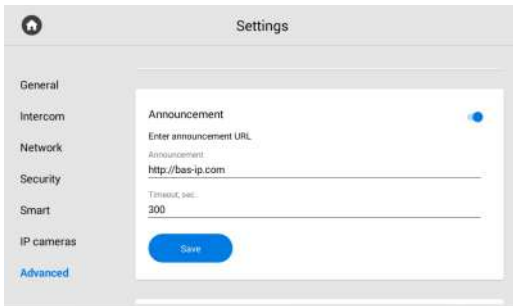 Settings
General
Intercom
Network
Security
Smart
IP cameras
Advanced
Announcement
Enter announcement URL
Announcement
http://bas-ip.com
Timeout, sec.
300
Save